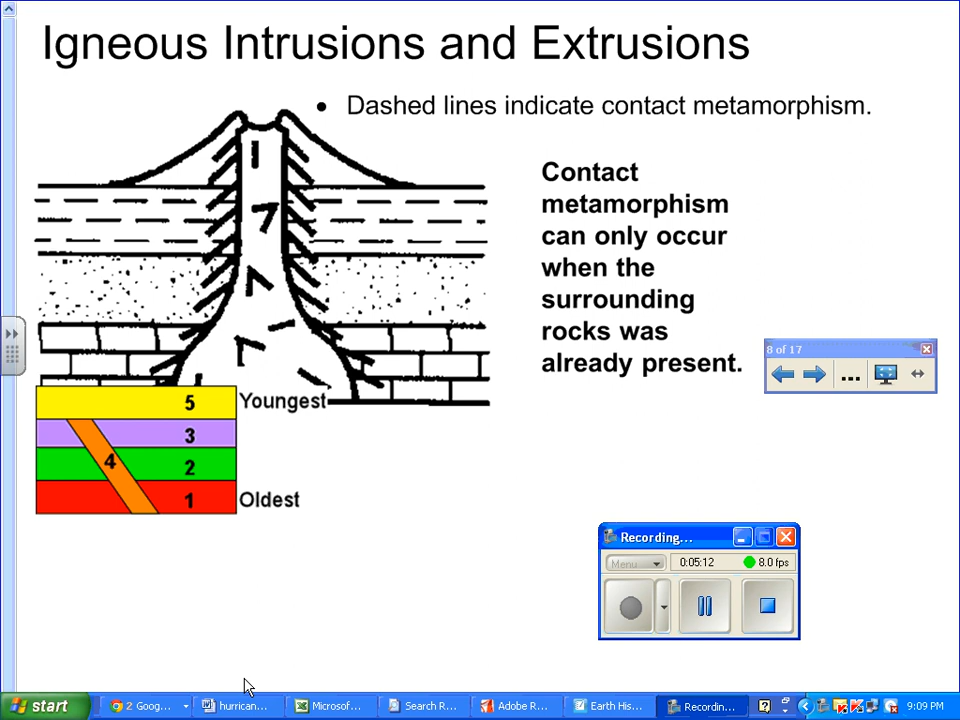 Igneous Intrusions and Extrusions
• Dashed lines indicate contact metamorphism.
Contact
metamorphism
can only occur
when the
surrounding
rocks was
already present.
8 of 17
5 Youngest
3
4
2
1 Oldest
Recording...
Menu
0:05:12
8.0 fps
start
2 Goog...
hurrican...
Microsof...
Search R...
Adobe R...
Earth His...
Recordin...
9:09 PM